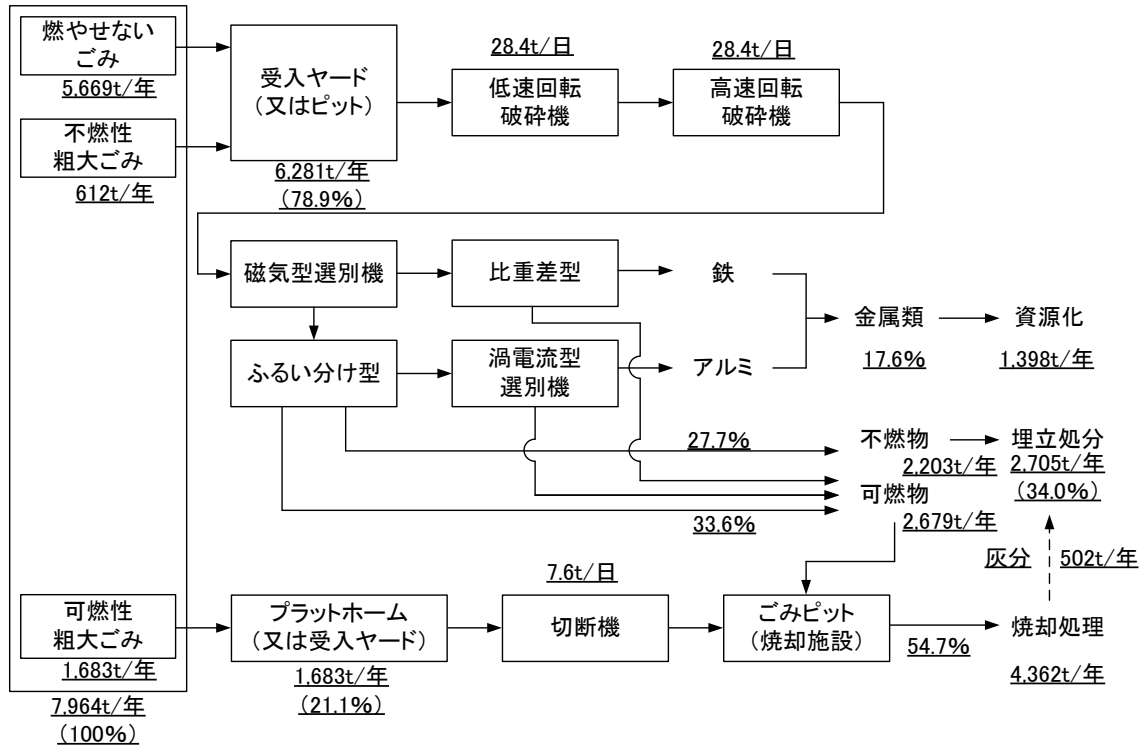 燃やせない
ごみ
5,669t/年
不燃性
粗大ごみ
612t/年
受入ヤード
(又はピット)
6,281t/年
(78.9%)
28.4t/日
低速回転
破砕機
28.4t/日
高速回転
破砕機
磁気型選別機
比重差型
鉄
ふるい分け型
渦電流型
選別機
アルミ
金属類
17.6%
資源化
1,398t/年
27.7%
不燃物
2,203t/年
埋立処分
2,705t/年
(34.0%)
33.6%
可燃物
2,679t/年
灰分
502t/年
可燃性
粗大ごみ
1,683t/年
7,964t/年
(100%)
プラットホーム
(又は受入ヤード)
1,683t/年
(21.1%)
7.6t/日
切断機
ごみピット
(焼却施設)
54.7%
焼却処理
4,362t/年